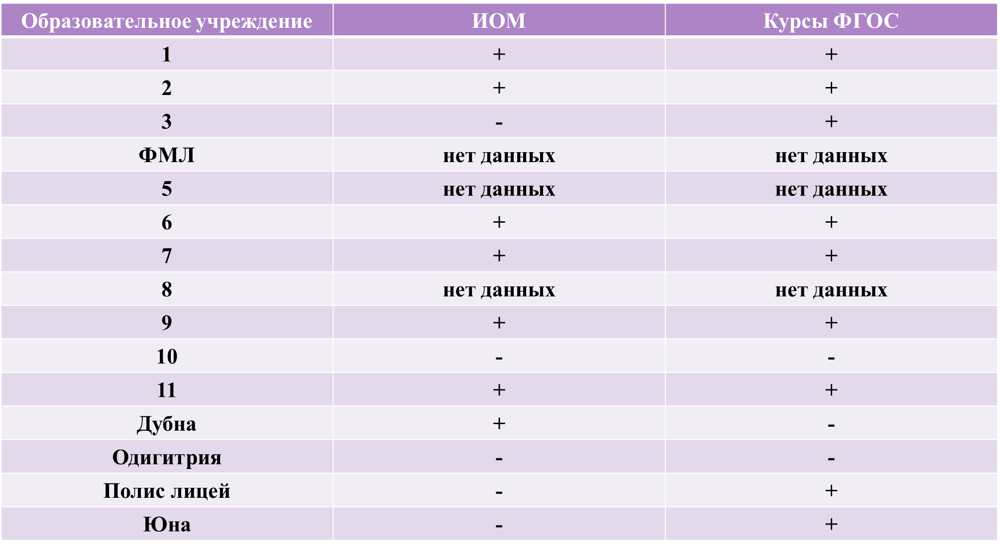 Образовательное учреждение ИОМ Курсы ФГОС
1 + +
2 + +
3 - +
ФМЛ нет данных нет данных
5 нет данных нет данных
6 + +
7 + +
8 нет данных нет данных
9 + +
10 - -
11 + +
Дубна + -
Одигитрия - -
Полис лицей - +
Юна - +